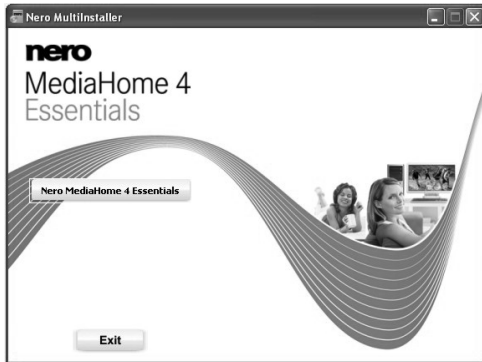 Nero MultiInstaller
nero
MediaHome 4
Essentials
Nero MediaHome 4 Essentials
Exit